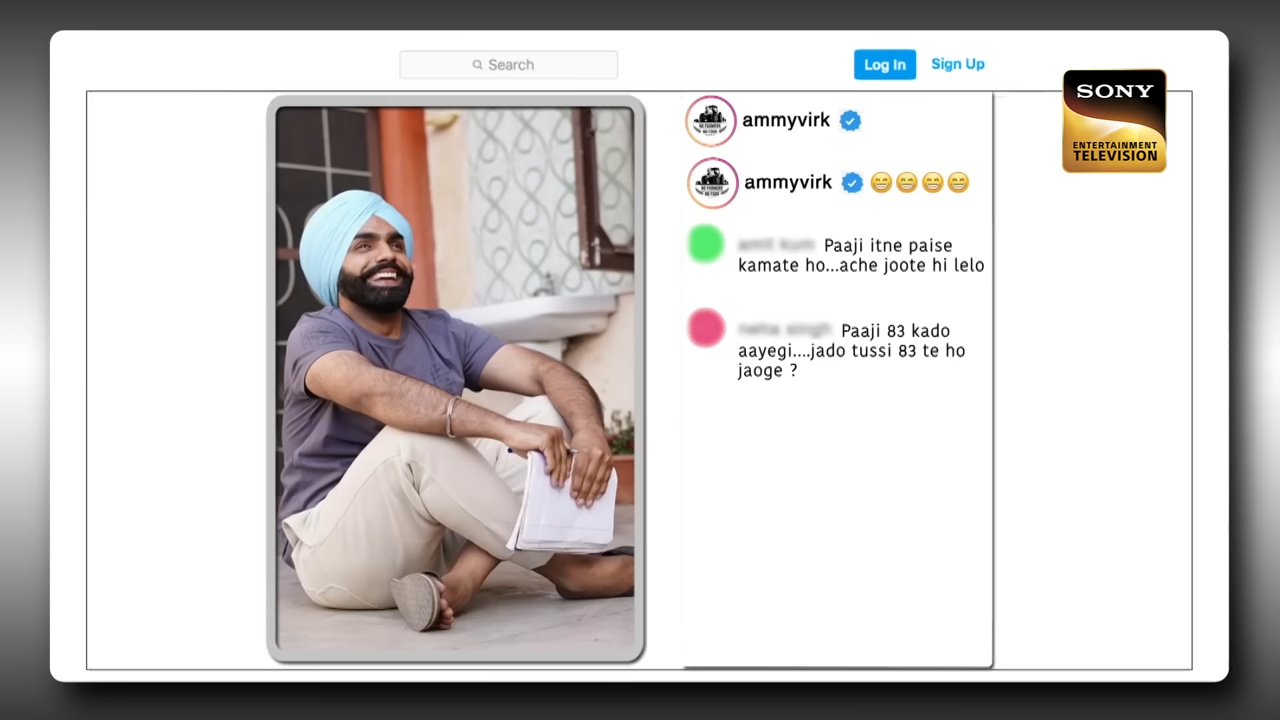 Search
Log In
Sign Up
SONY
ENTERTAINMENT
TELEVISION
ammyvirk
ammyvirk 😁😁😁😁
Paaji itne paise
kamate ho...ache joote hi lelo
Paaji 83 kado
aayegi....jado tussi 83 te ho
jaoge ?